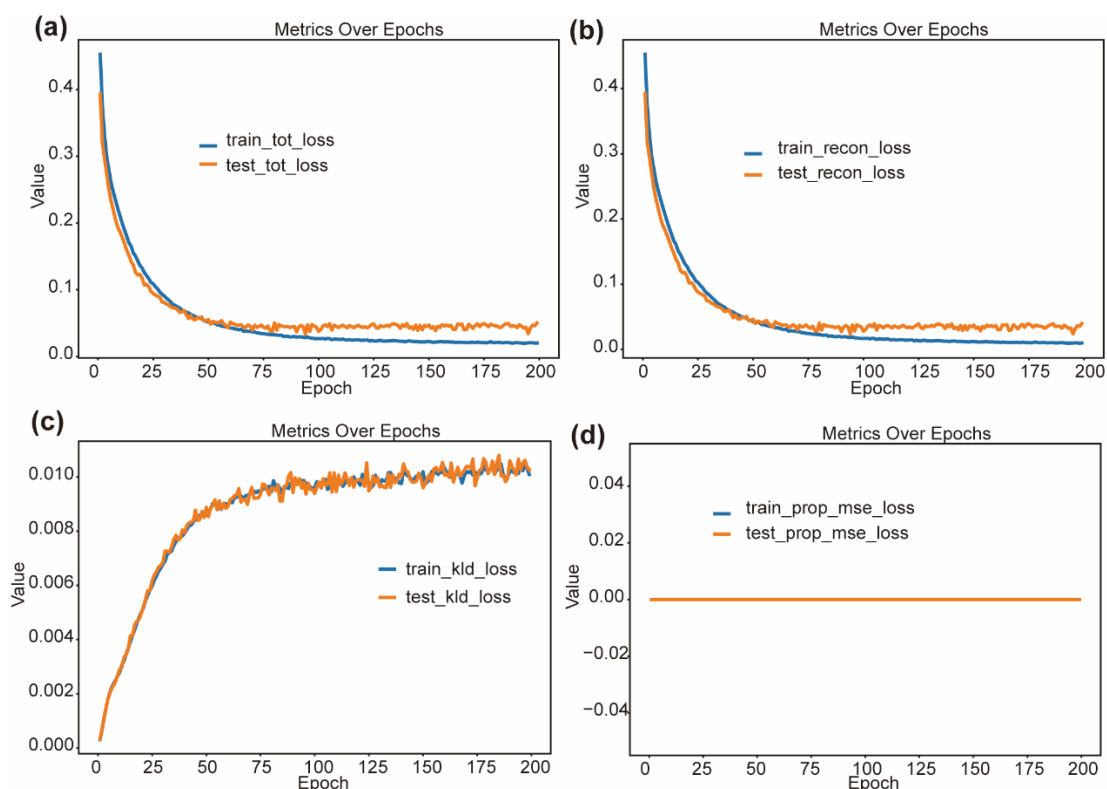 (a)
Metrics Over Epochs
0.4
0.3
0.2
0.1
0.0
Value
train_tot_loss
test_tot_loss
0 25 50 75 100 125 150 175 200
Epoch
(b)
Metrics Over Epochs
0.4
0.3
0.2
0.1
0.0
Value
train_recon_loss
test_recon_loss
0 25 50 75 100 125 150 175 200
Epoch
(c)
Metrics Over Epochs
0.010
0.008
0.006
0.004
0.002
0.000
Value
train_kld_loss
test_kld_loss
0 25 50 75 100 125 150 175 200
Epoch
(d)
Metrics Over Epochs
0.04
0.02
0.00
−0.02
−0.04
Value
train_prop_mse_loss
test_prop_mse_loss
0 25 50 75 100 125 150 175 200
Epoch